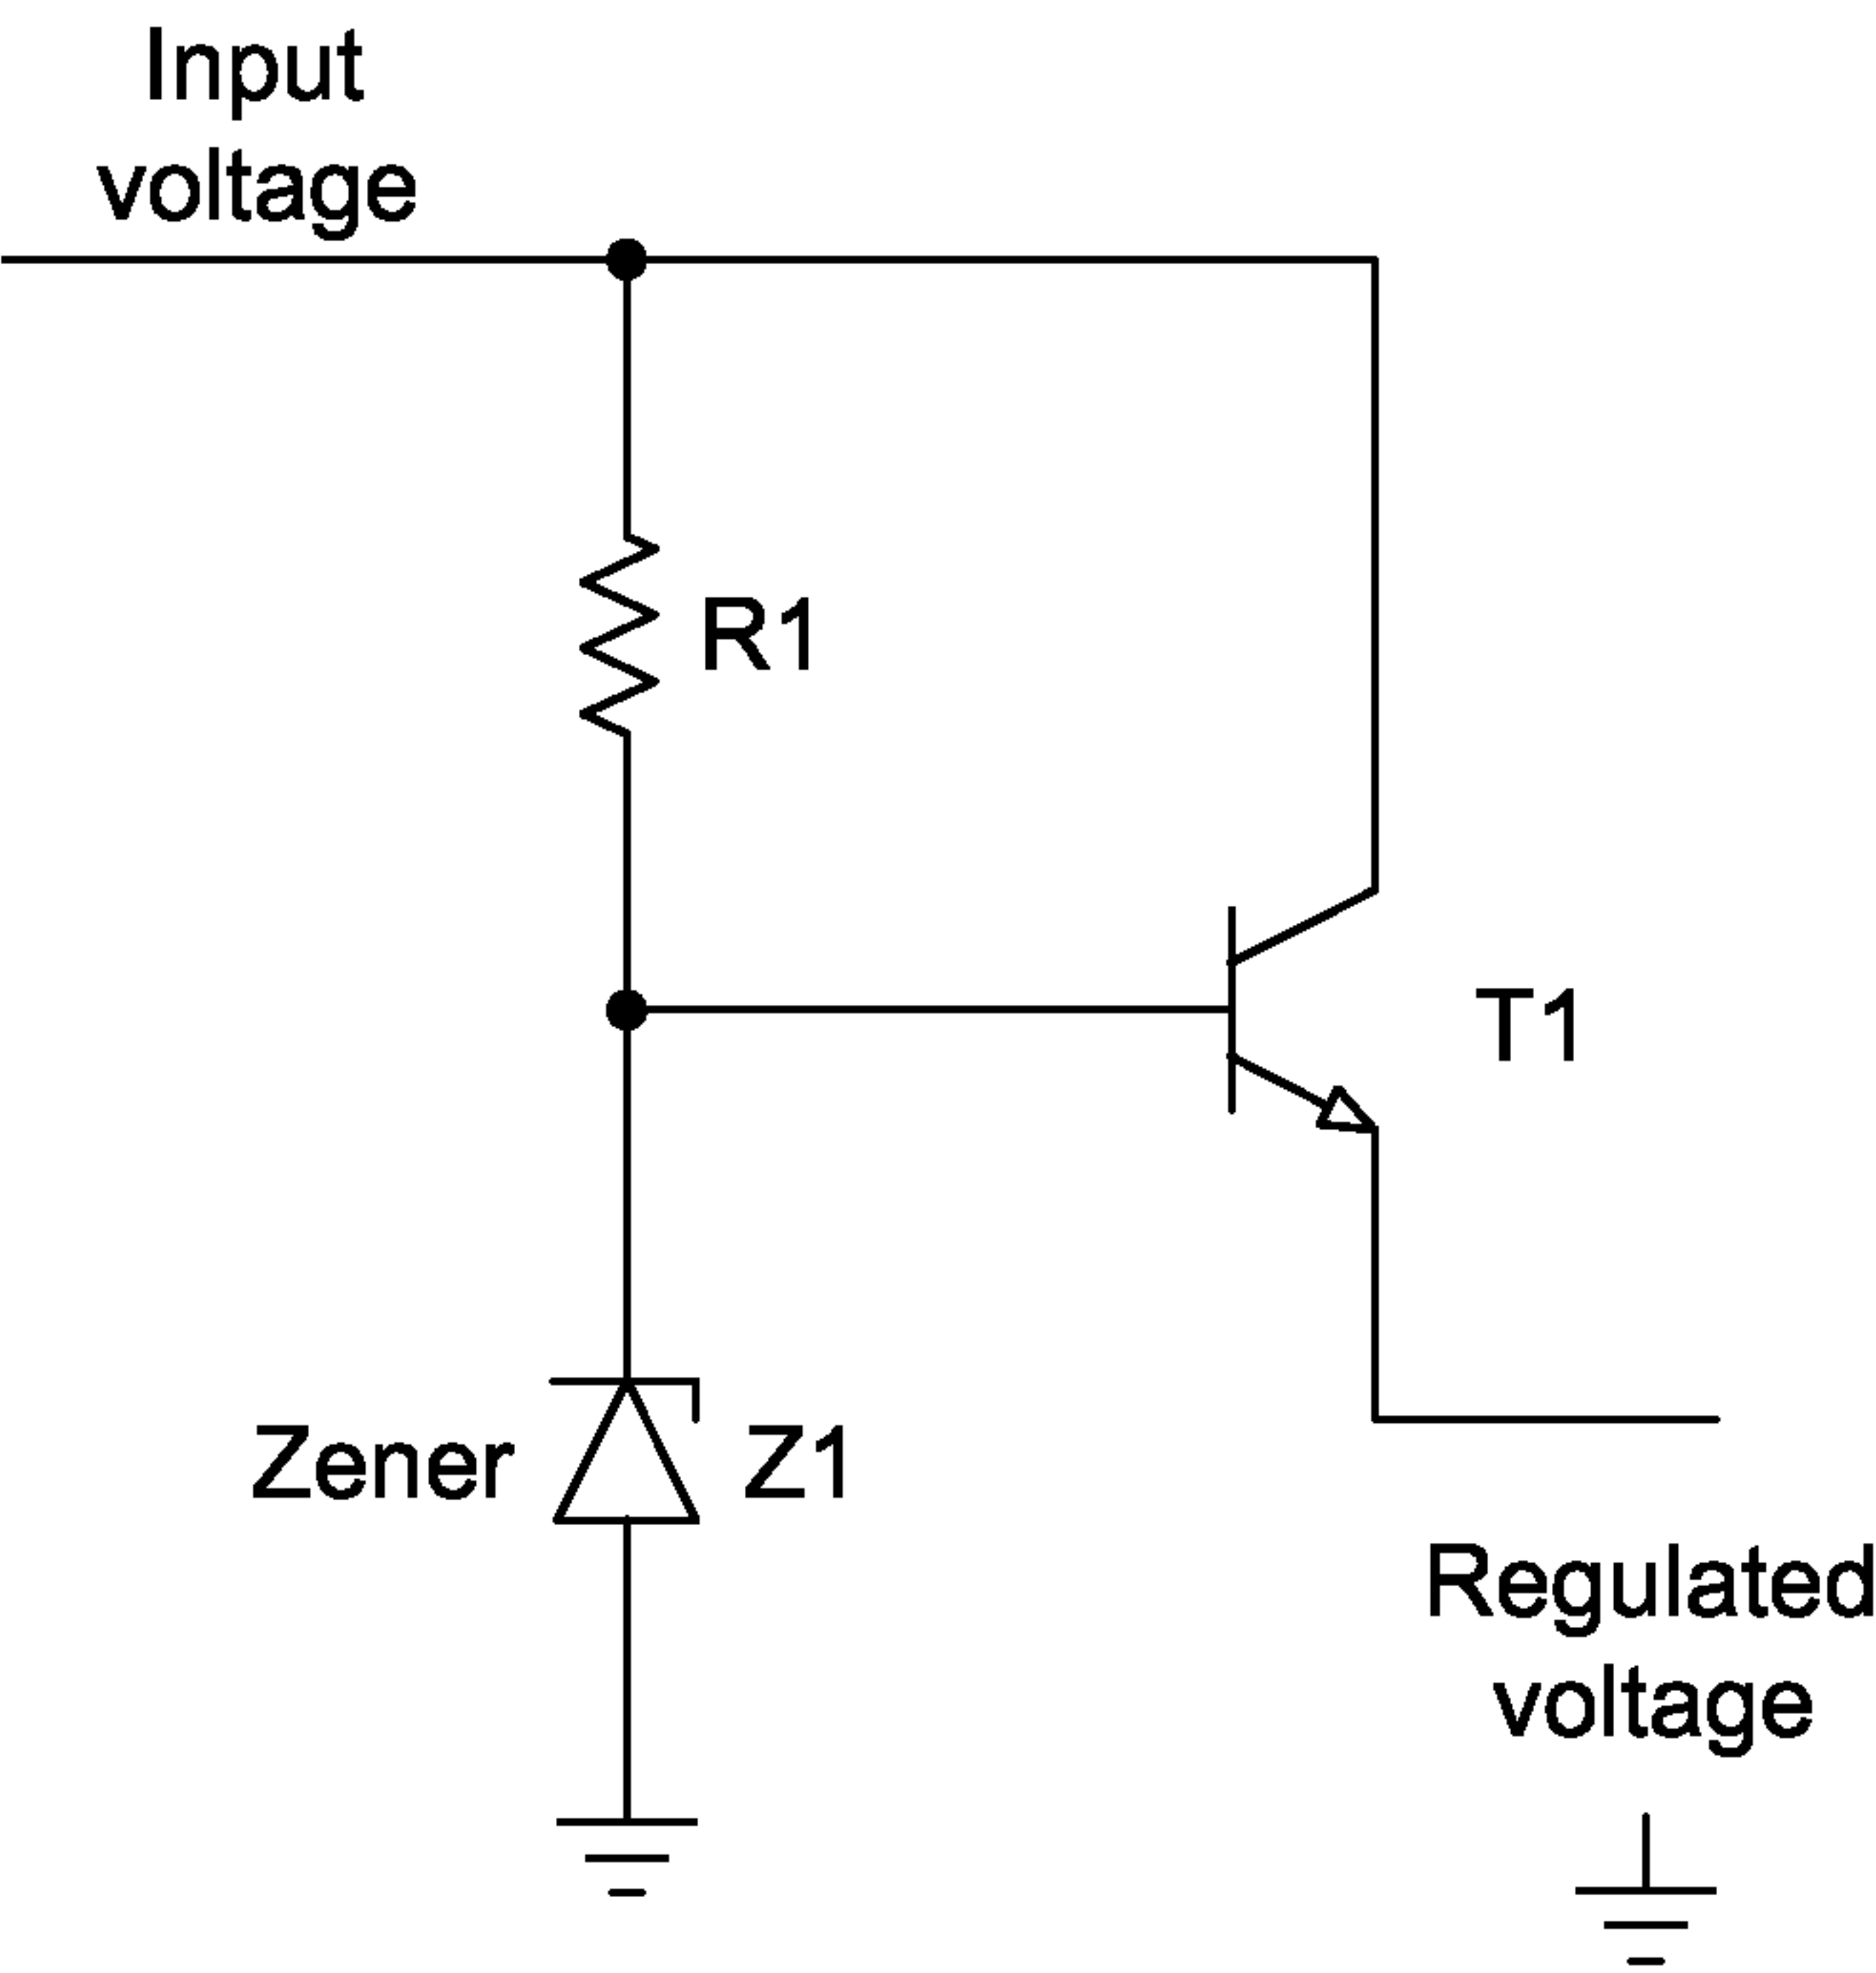 Input
voltage
R1
T1
Zener
Z1
Regulated
voltage